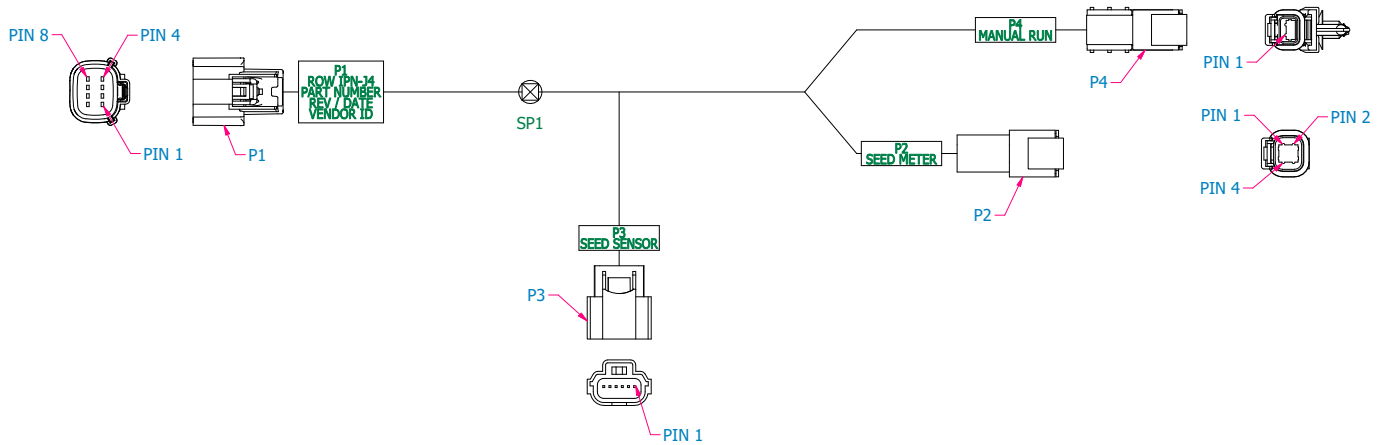 PIN 8
PIN 4
PIN 1
P1
P1
ROW IPN-J4
PART NUMBER
REV / DATE
VENDOR ID
SP1
P4
MANUAL RUN
P4
PIN 1
P2
SEED METER
P2
PIN 1
PIN 2
PIN 4
P3
SEED SENSOR
P3
PIN 1